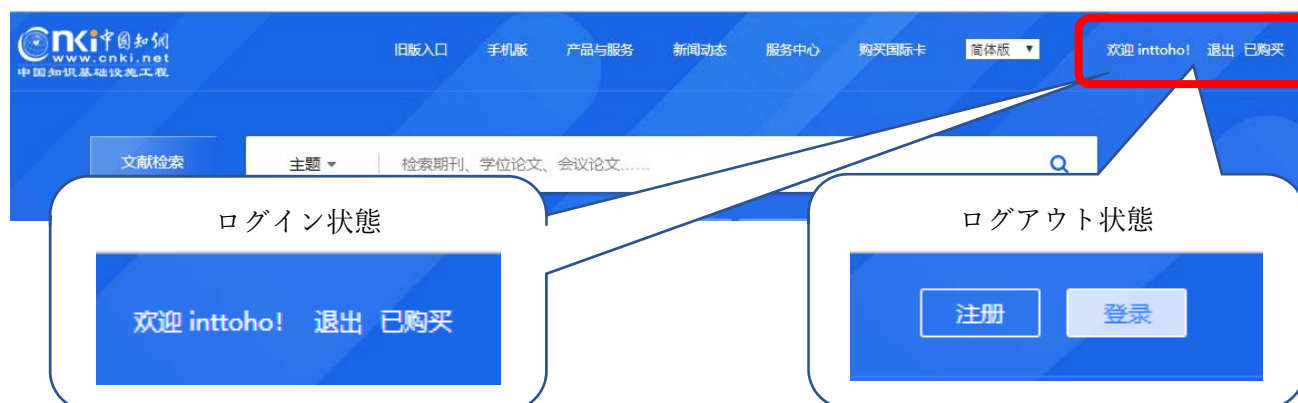 cnki中国知网
www.cnki.net
中国知识基础设施工程
旧版入口 手机版 产品与服务 新闻动态 服务中心 购买国际卡 简体版 ▼ 欢迎 inttoho! 退出 已购买
文献检索 主题 检索期刊、学位论文、会议论文……
ログイン状態
欢迎 inttoho! 退出 已购买
ログアウト状態
注册 登录